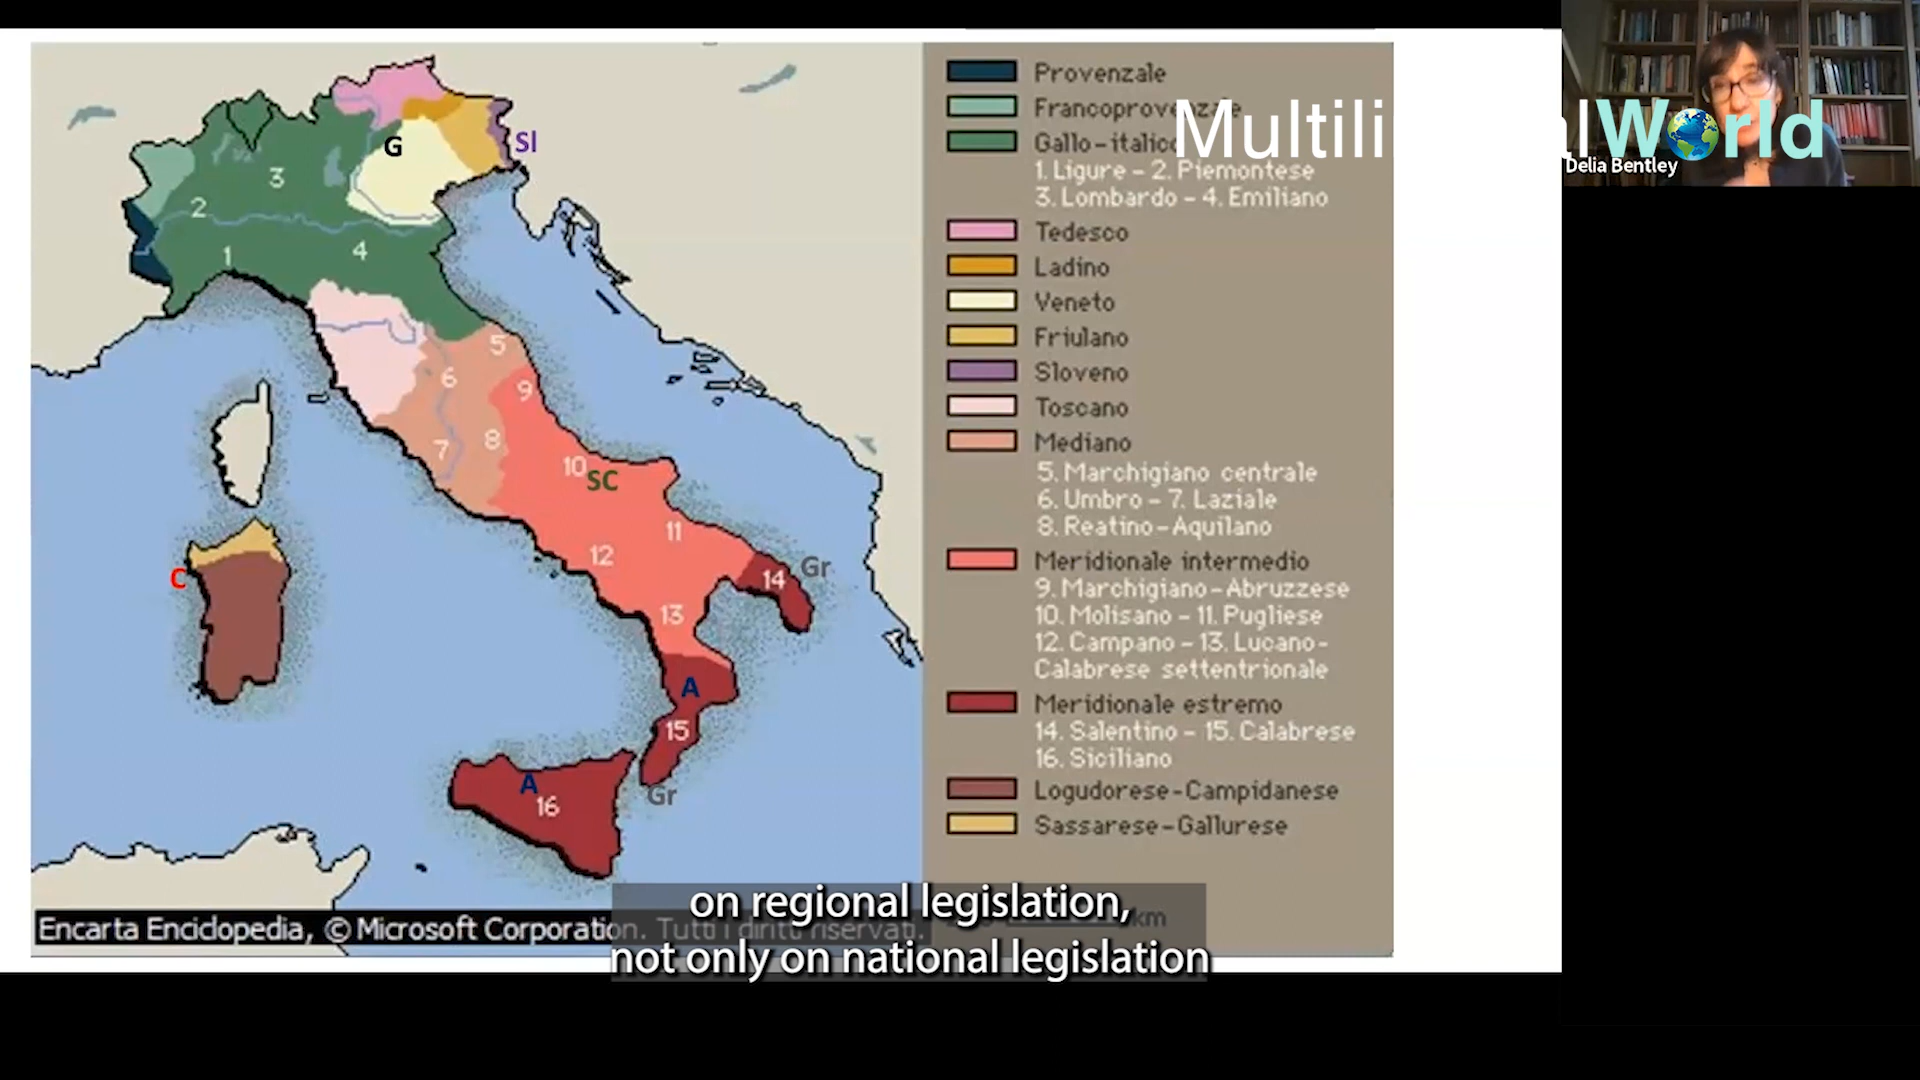 Provenzale
Francoprovenzale
Gallo-italico
1. Ligure - 2. Piemontese
3. Lombardo - 4. Emiliano
Tedesco
Ladino
Veneto
Friulano
Sloveno
Toscano
Mediano
5. Marchigiano centrale
6. Umbro - 7. Laziale
8. Reatino-Aquilano
Meridionale intermedio
9. Marchigiano-Abruzzese
10. Molisano - 11. Pugliese
12. Campano - 13. Lucano-
Calabrese settentrionale
Meridionale estremo
14. Salentino - 15. Calabrese
16. Siciliano
Logudorese-Campidanese
Sassarese-Gallurese
G
Sl
3
2
1
4
5
6
9
7
8
10
SC
11
12
14
Gr
13
C
A
15
Gr
A
16
Encarta Enciclopedia, © Microsoft Corporation. Tutti i diritti riservati.
km
on regional legislation,
not only on national legislation
Multili
al World
Delia Bentley